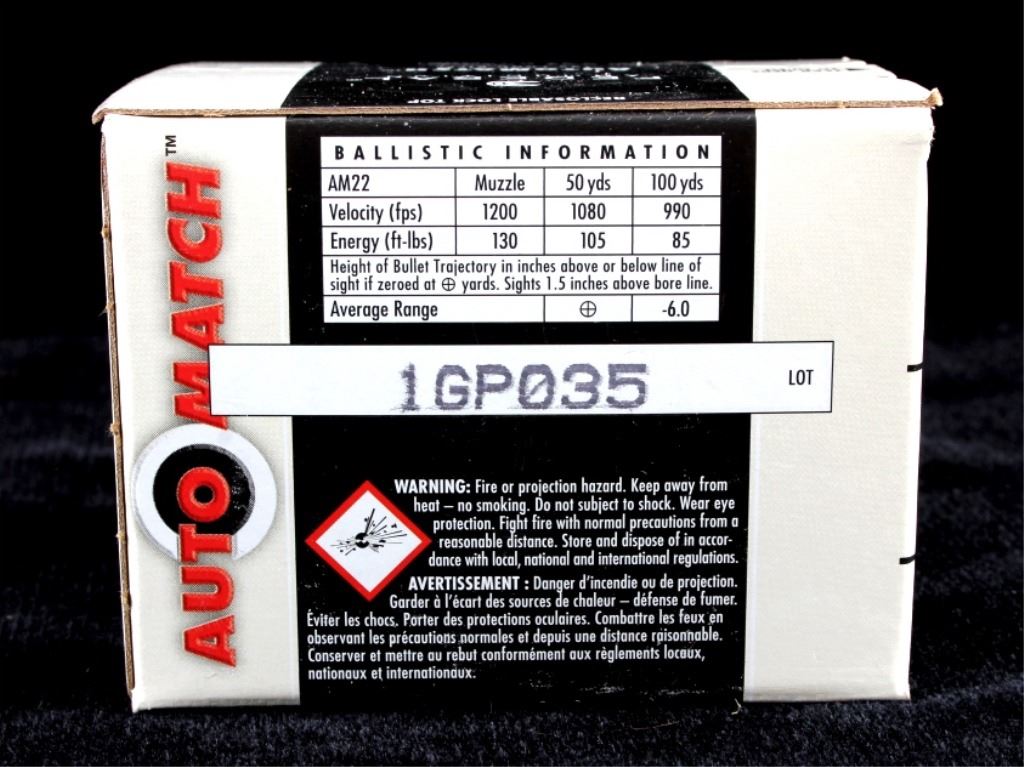 FEDERAL
RECLOSABLE LOCK TOP
AUTO MATCH™
BALLISTIC INFORMATION
AM22 Muzzle 50 yds 100 yds
Velocity (fps) 1200 1080 990
Energy (ft-lbs) 130 105 85
Height of Bullet Trajectory in inches above or below line of
sight if zeroed at ⊕ yards. Sights 1.5 inches above bore line.
Average Range ⊕ -6.0
1GP035 LOT
WARNING: Fire or projection hazard. Keep away from
heat – no smoking. Do not subject to shock. Wear eye
protection. Fight fire with normal precautions from a
reasonable distance. Store and dispose of in accor-
dance with local, national and international regulations.
AVERTISSEMENT : Danger d'incendie ou de projection.
Garder à l'écart des sources de chaleur – défense de fumer.
Éviter les chocs. Porter des protections oculaires. Combattre les feux en
observant les précautions normales et depuis une distance raisonnable.
Conserver et mettre au rebut conformément aux règlements locaux,
nationaux et internationaux.